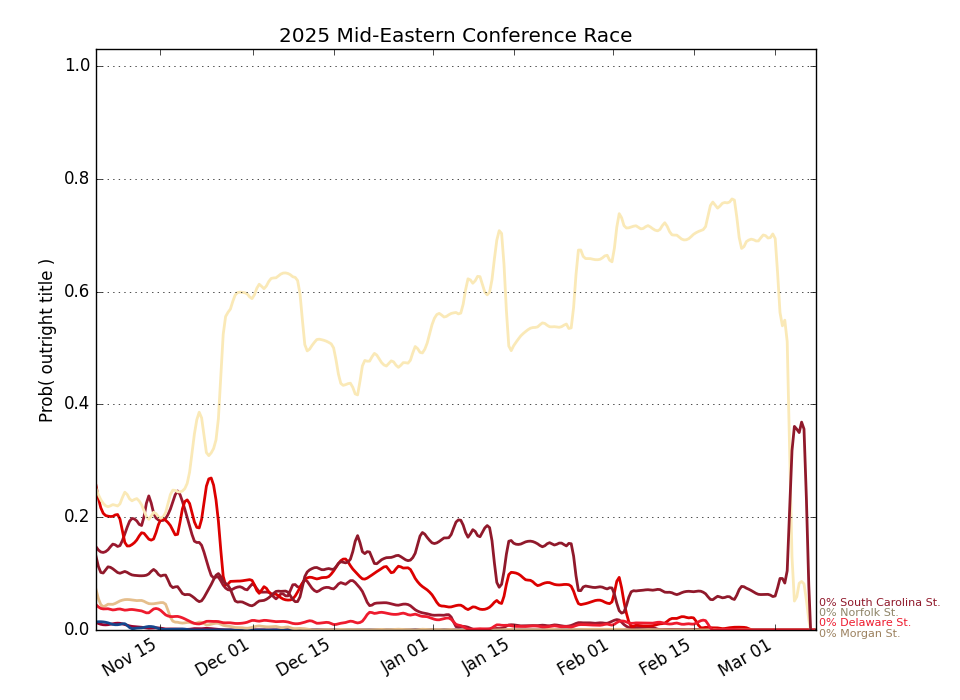 2025 Mid-Eastern Conference Race
Prob( outright title )
1.0
0.8
0.6
0.4
0.2
0.0
Nov 15
Dec 01
Dec 15
Jan 01
Jan 15
Feb 01
Feb 15
Mar 01
0% South Carolina St.
0% Norfolk St.
0% Delaware St.
0% Morgan St.